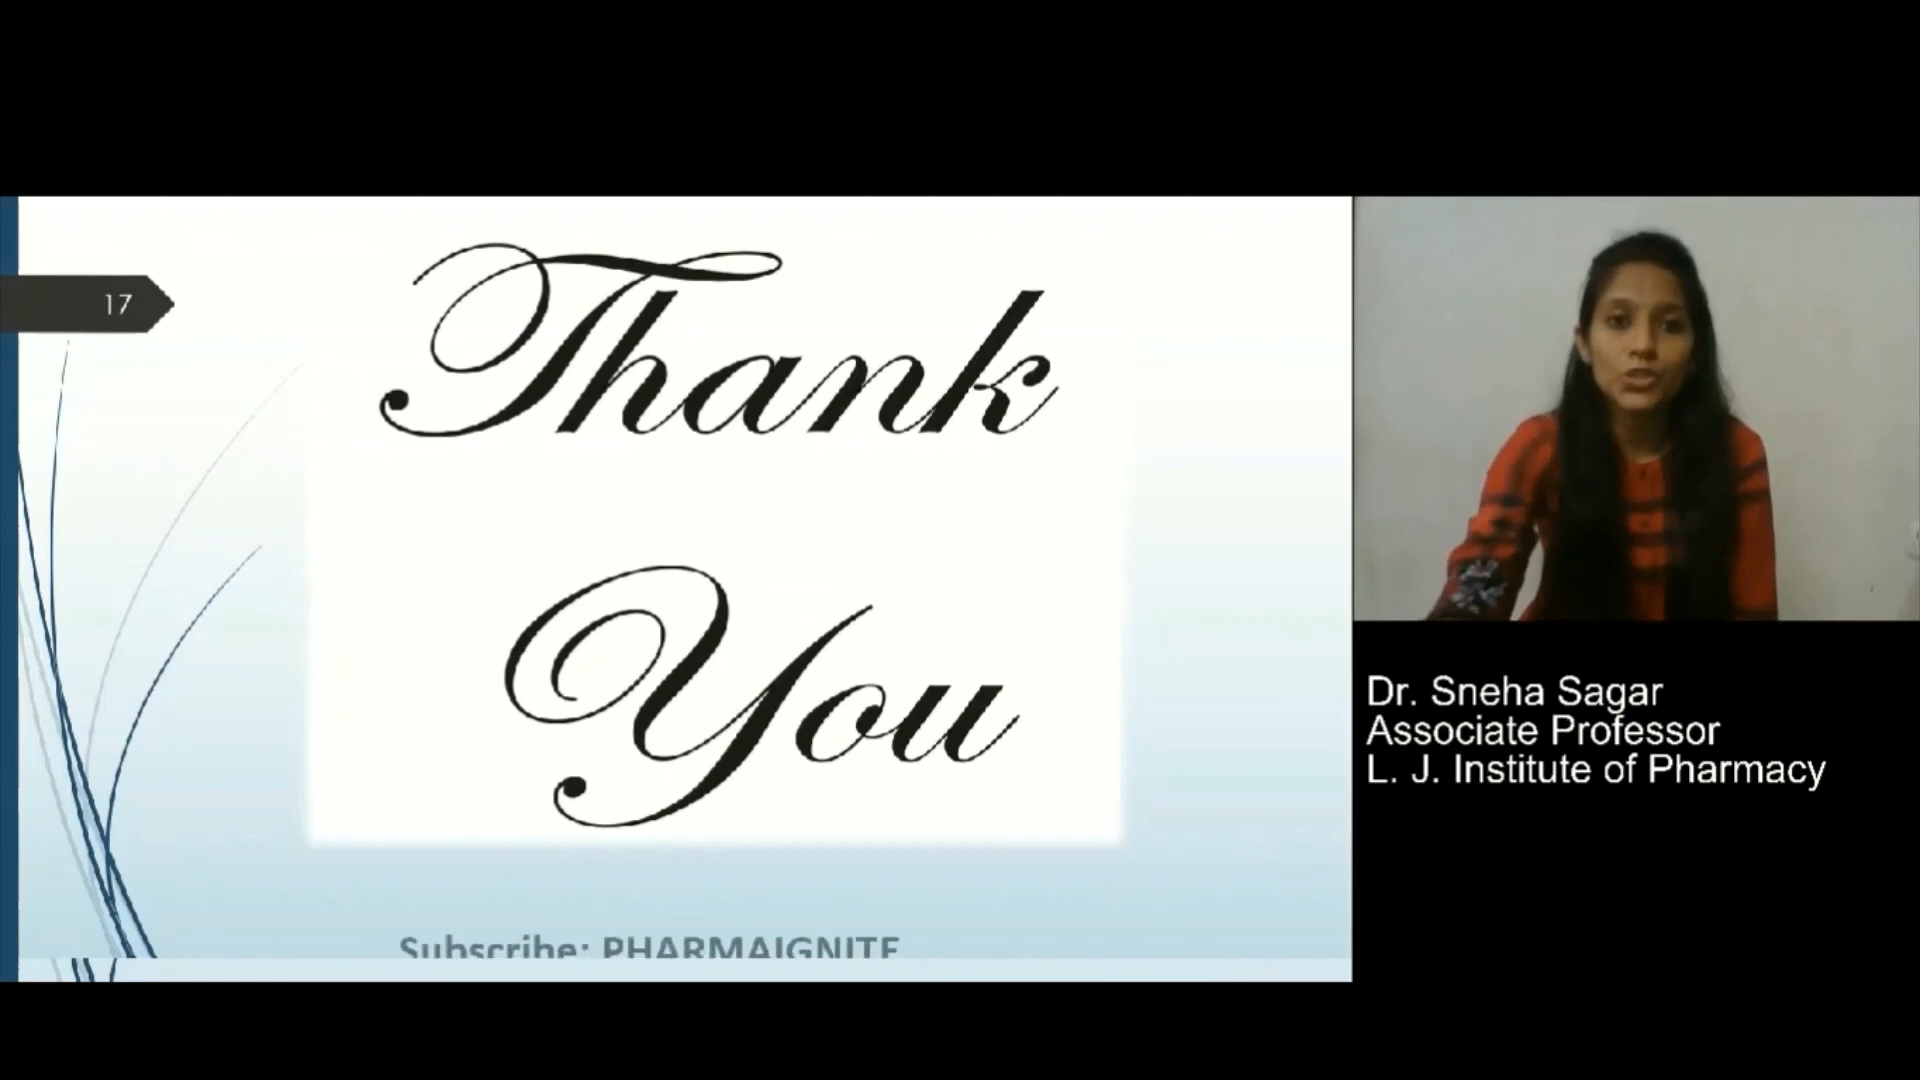 17
Thank
You
Subscribe: PHARMAIGNITE
Dr. Sneha Sagar
Associate Professor
L. J. Institute of Pharmacy